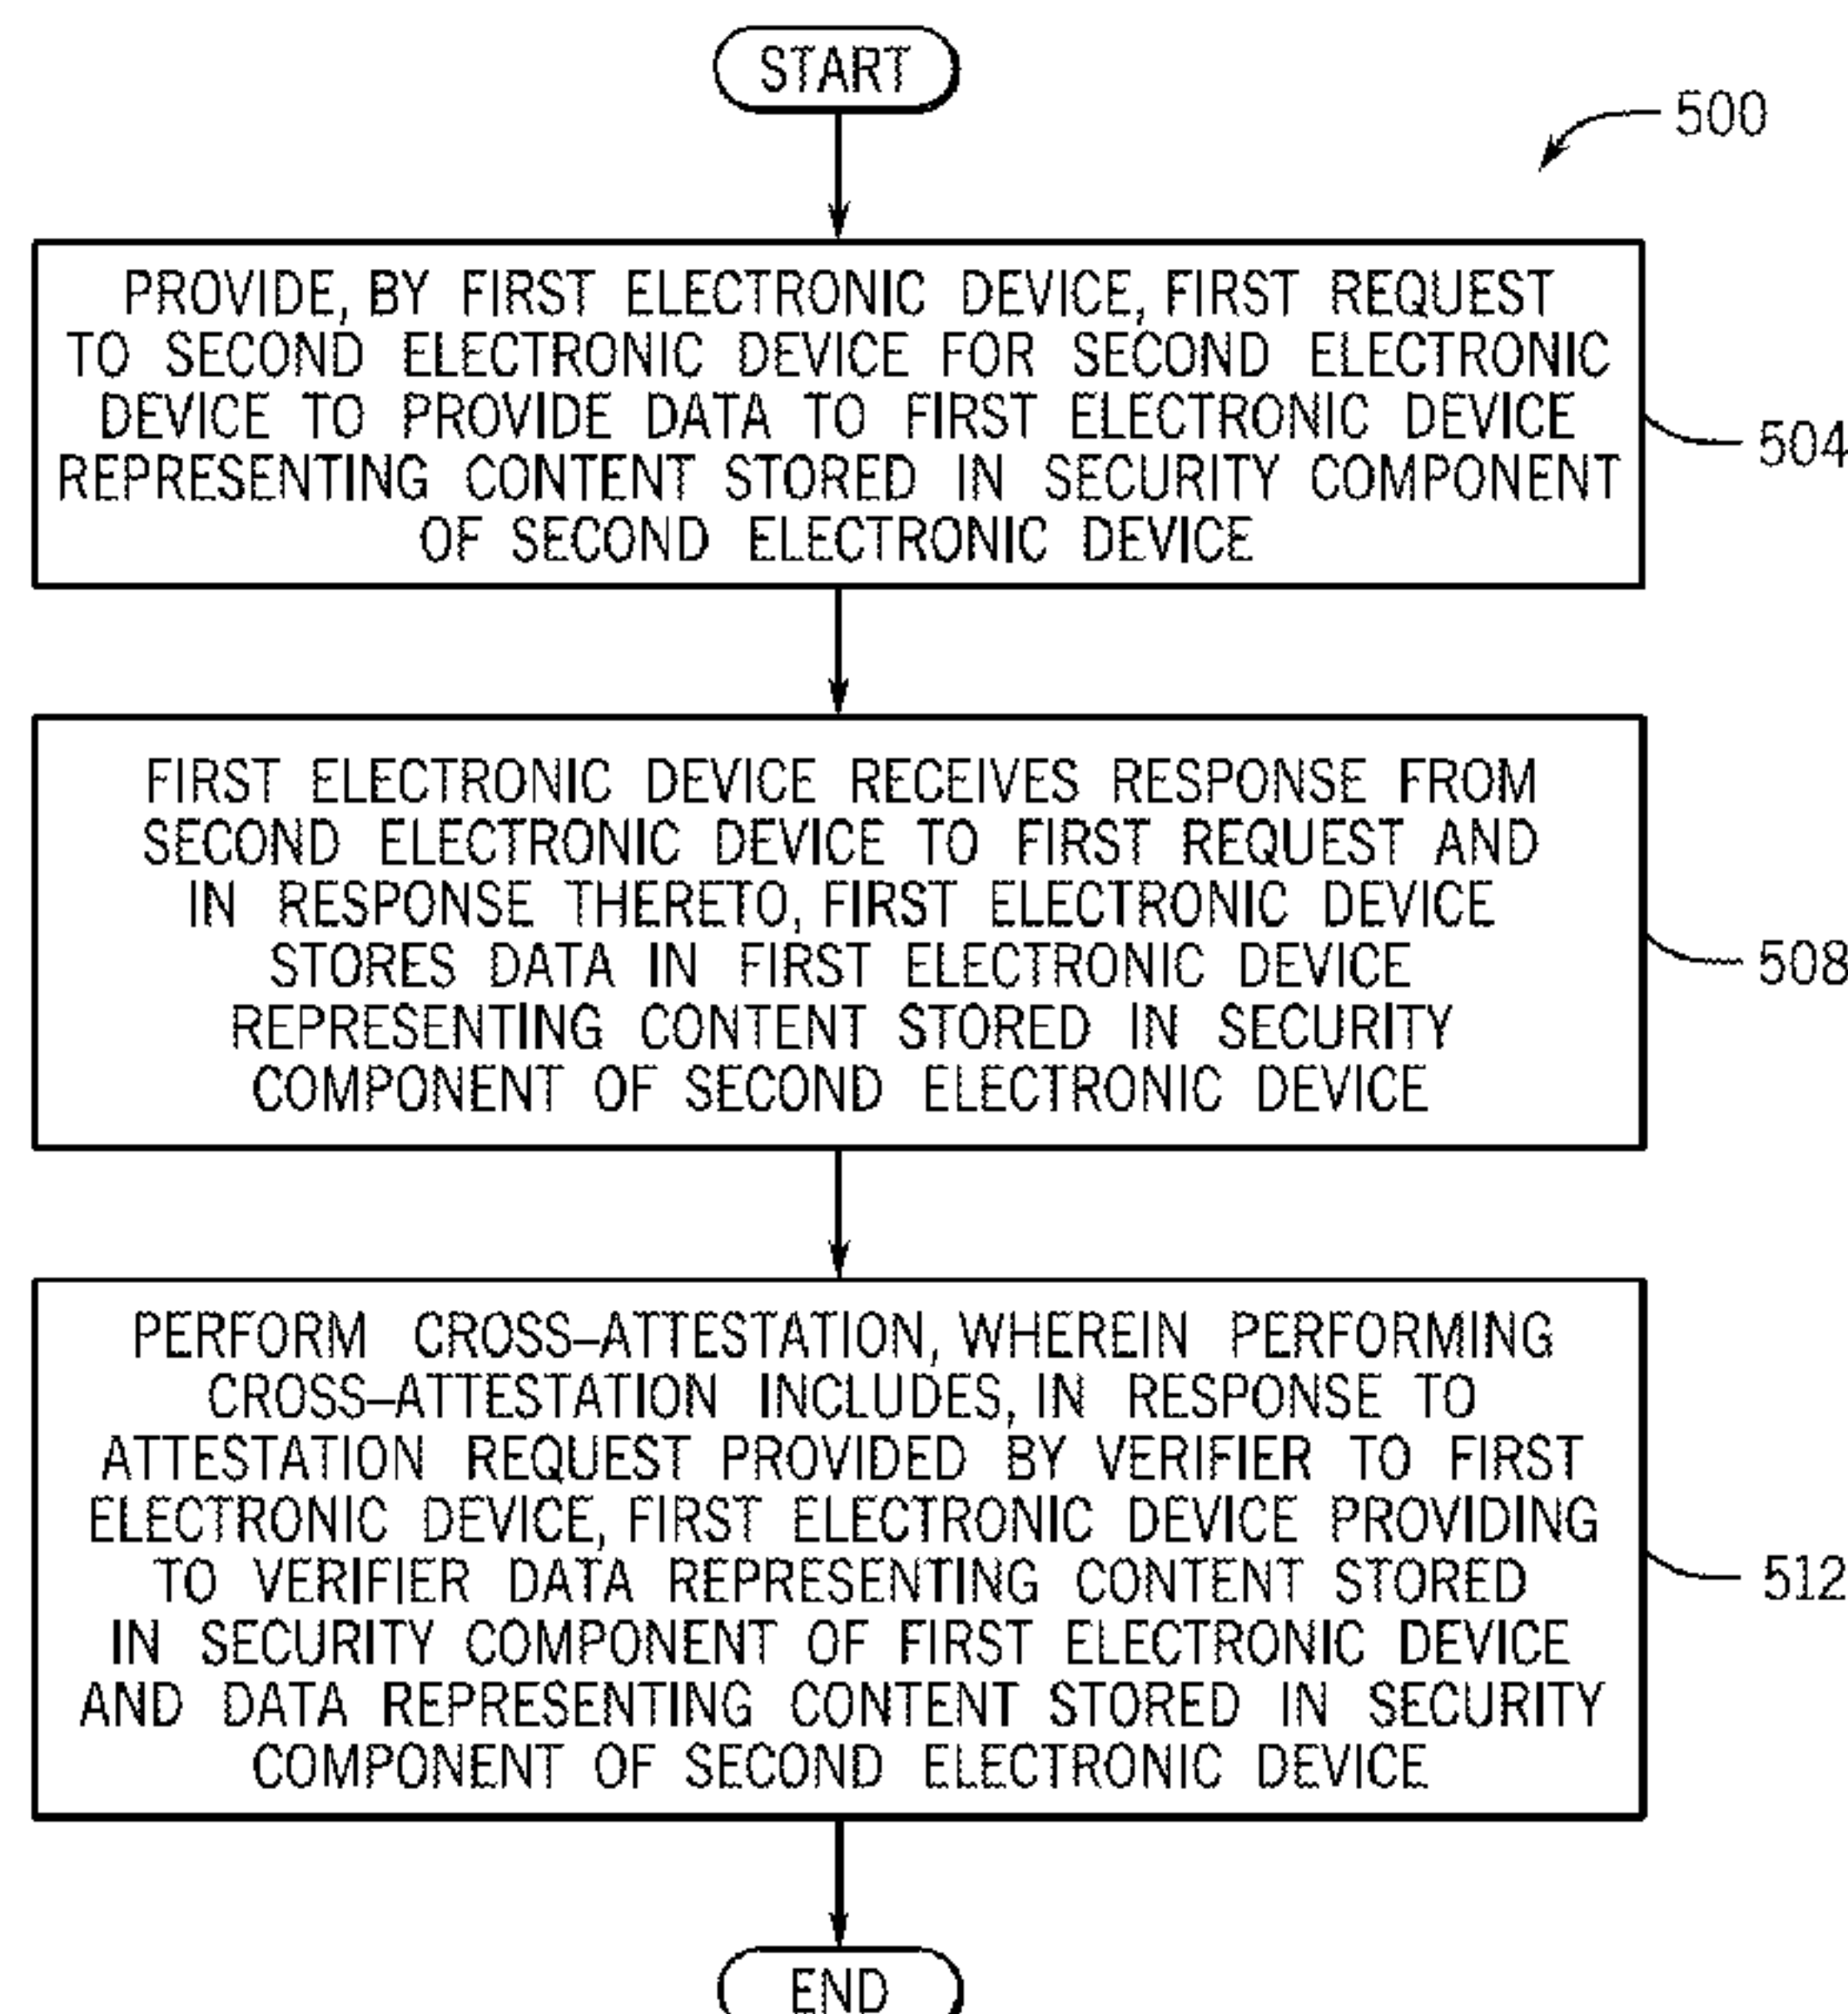 START
500
PROVIDE, BY FIRST ELECTRONIC DEVICE, FIRST REQUEST
TO SECOND ELECTRONIC DEVICE FOR SECOND ELECTRONIC
DEVICE TO PROVIDE DATA TO FIRST ELECTRONIC DEVICE
REPRESENTING CONTENT STORED IN SECURITY COMPONENT
OF SECOND ELECTRONIC DEVICE
504
FIRST ELECTRONIC DEVICE RECEIVES RESPONSE FROM
SECOND ELECTRONIC DEVICE TO FIRST REQUEST AND
IN RESPONSE THERETO, FIRST ELECTRONIC DEVICE
STORES DATA IN FIRST ELECTRONIC DEVICE
REPRESENTING CONTENT STORED IN SECURITY
COMPONENT OF SECOND ELECTRONIC DEVICE
508
PERFORM CROSS–ATTESTATION, WHEREIN PERFORMING
CROSS–ATTESTATION INCLUDES, IN RESPONSE TO
ATTESTATION REQUEST PROVIDED BY VERIFIER TO FIRST
ELECTRONIC DEVICE, FIRST ELECTRONIC DEVICE PROVIDING
TO VERIFIER DATA REPRESENTING CONTENT STORED
IN SECURITY COMPONENT OF FIRST ELECTRONIC DEVICE
AND DATA REPRESENTING CONTENT STORED IN SECURITY
COMPONENT OF SECOND ELECTRONIC DEVICE
512
END